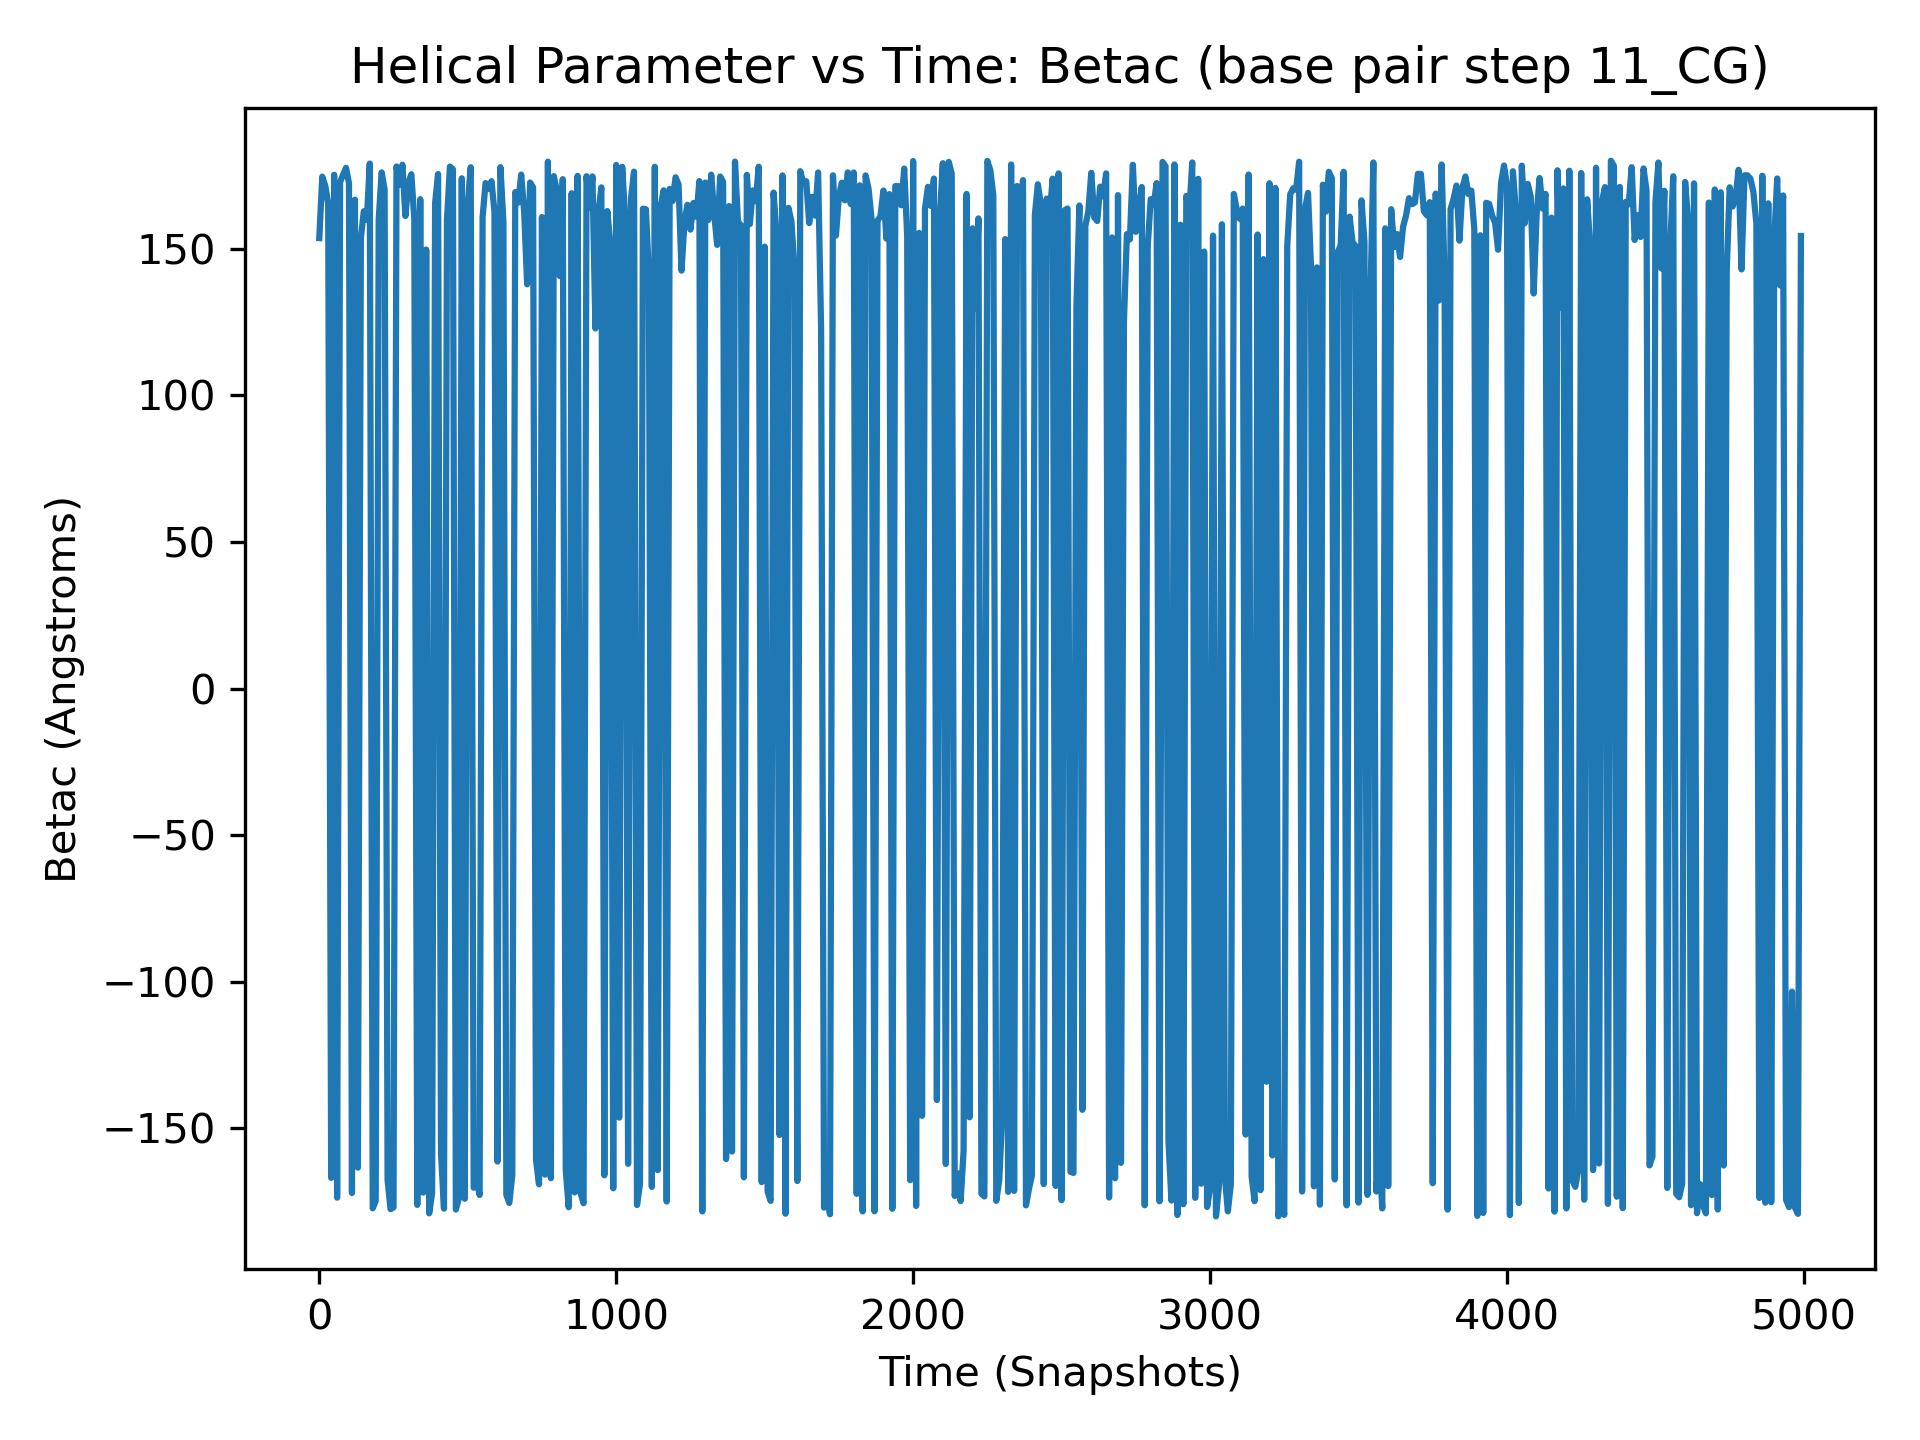 Helical Parameter vs Time: Betac (base pair step 11_CG)
Betac (Angstroms)
150
100
50
0
−50
−100
−150
0 1000 2000 3000 4000 5000
Time (Snapshots)